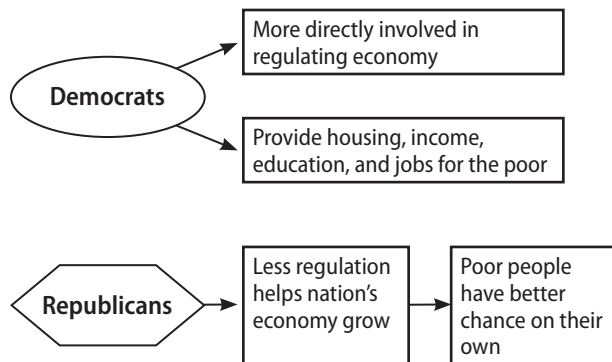 More directly involved in
regulating economy
Democrats
Provide housing, income,
education, and jobs for the poor
Republicans
Less regulation
helps nation's
economy grow
Poor people
have better
chance on their
own